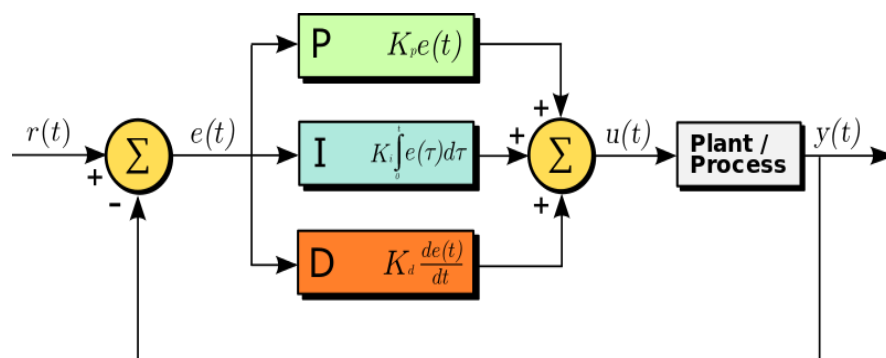 P K_p e(t)
r(t) + - Σ e(t)
I K_i ∫_0^t e(τ)dτ
D K_d de(t)/dt
+ + + Σ
u(t)
Plant /
Process
y(t)